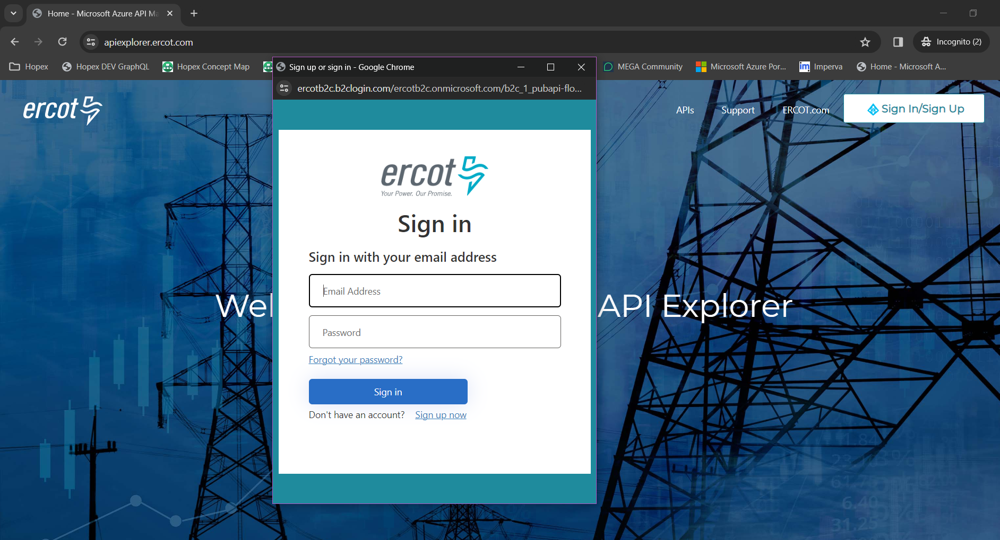 Home - Microsoft Azure API Ma
apiexplorer.ercot.com
Incognito (2)
Hopex
Hopex DEV GraphQL
Hopex Concept Map
MEGA Community
Microsoft Azure Por...
Imperva
Home - Microsoft A...
Sign up or sign in - Google Chrome
ercotb2c.b2clogin.com/ercotb2c.onmicrosoft.com/b2c_1_pubapi-flo...
ercot
APIs
Support
ERCOT.com
Sign In/Sign Up
ercot
Your Power. Our Promise.
Sign in
Sign in with your email address
Email Address
Password
Forgot your password?
Sign in
Don't have an account? Sign up now
Wel
API Explorer
6.40
31.25